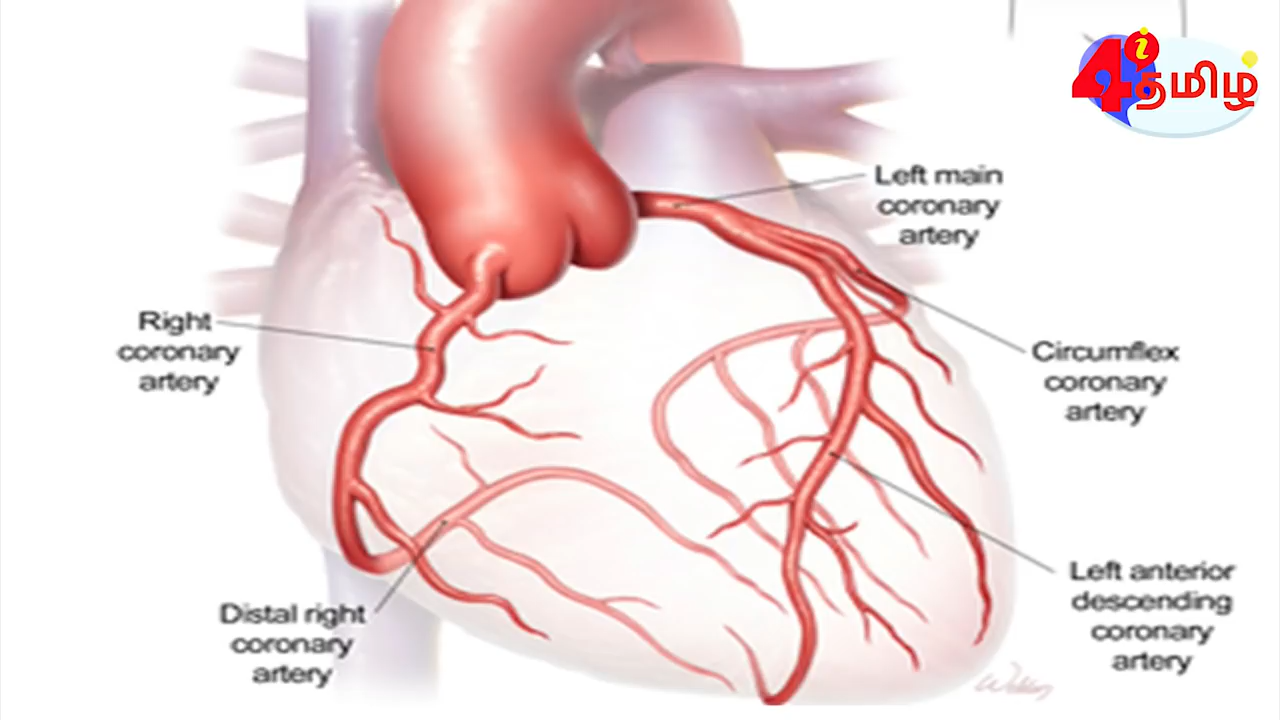 4i தமிழ்
Left main
coronary
artery
Right
coronary
artery
Circumflex
coronary
artery
Left anterior
descending
coronary
artery
Distal right
coronary
artery